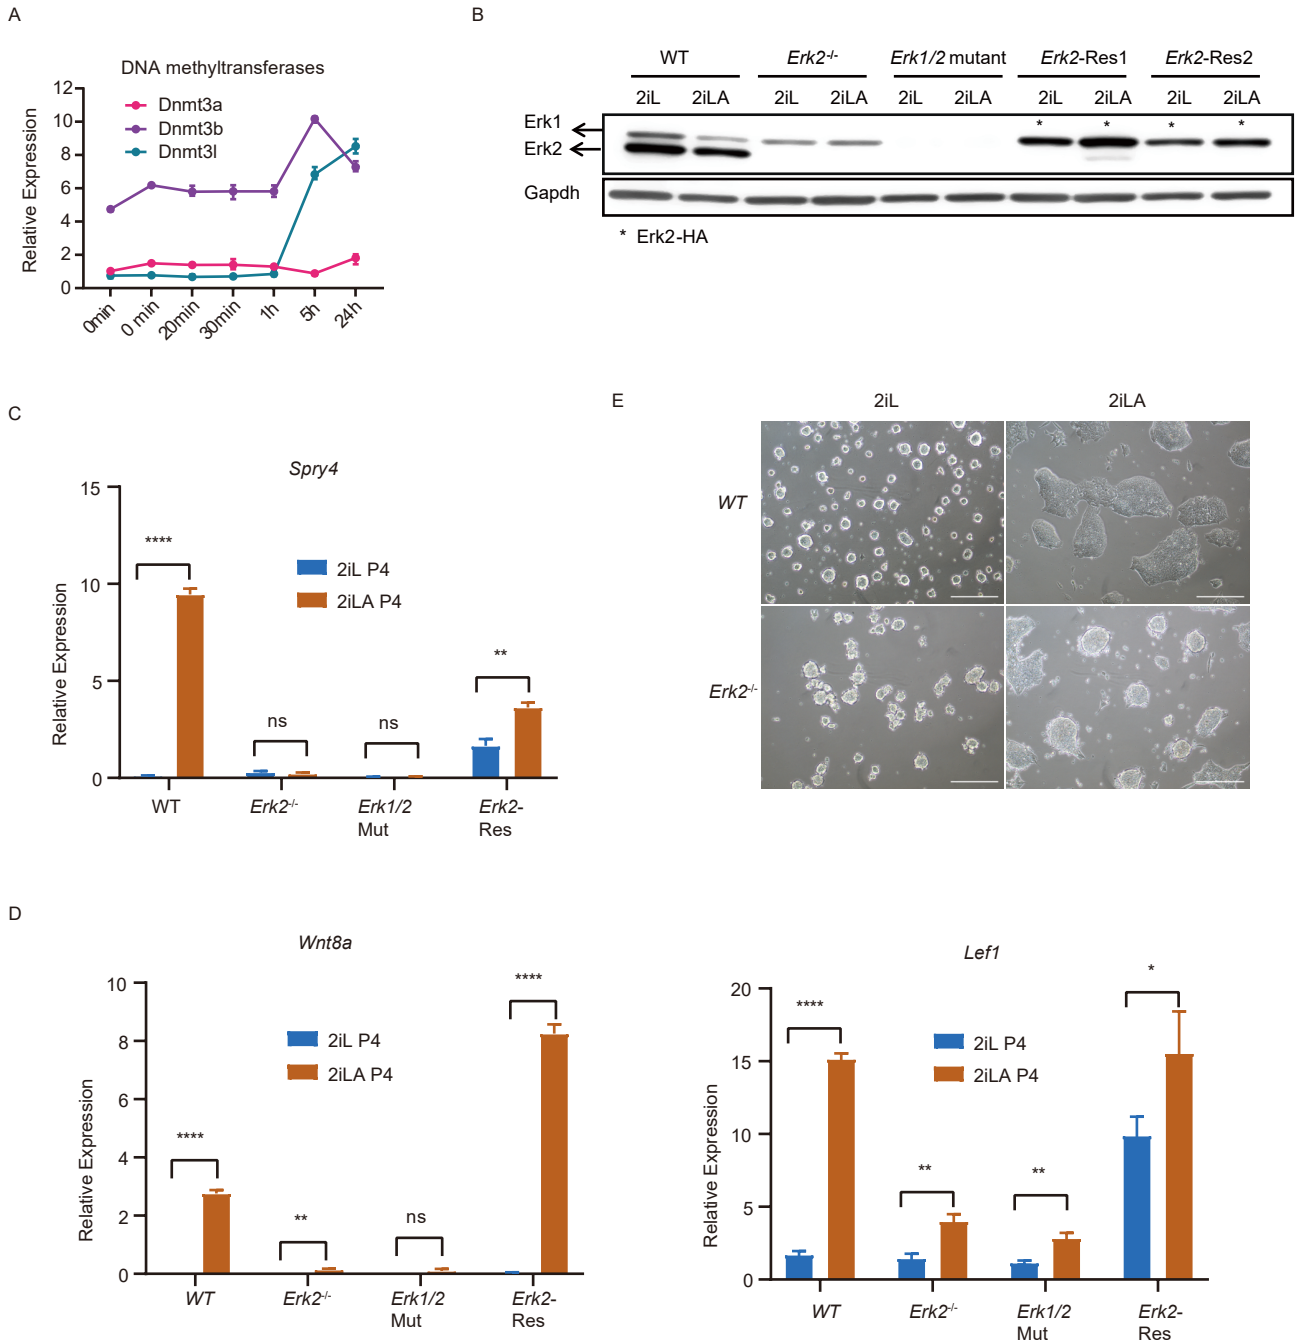 A
DNA methyltransferases
Relative Expression
12
10
8
6
4
2
0
Dnmt3a
Dnmt3b
Dnmt3l
0min
0 min
20min
30min
1h
5h
24h
B
WT
Erk2-/-
Erk1/2 mutant
Erk2-Res1
Erk2-Res2
2iL 2iLA 2iL 2iLA 2iL 2iLA 2iL 2iLA 2iL 2iLA
* * * *
Erk1
Erk2
Gapdh
* Erk2-HA
C
Spry4
Relative Expression
15
10
5
0
****
ns
ns
**
2iL P4
2iLA P4
WT
Erk2-/-
Erk1/2
Mut
Erk2-
Res
E
2iL
2iLA
WT
Erk2-/-
D
Wnt8a
Relative Expression
10
8
6
4
2
0
****
**
ns
****
2iL P4
2iLA P4
WT
Erk2-/-
Erk1/2
Mut
Erk2-
Res
Lef1
Relative Expression
20
15
10
5
0
****
**
**
*
2iL P4
2iLA P4
WT
Erk2-/-
Erk1/2
Mut
Erk2-
Res